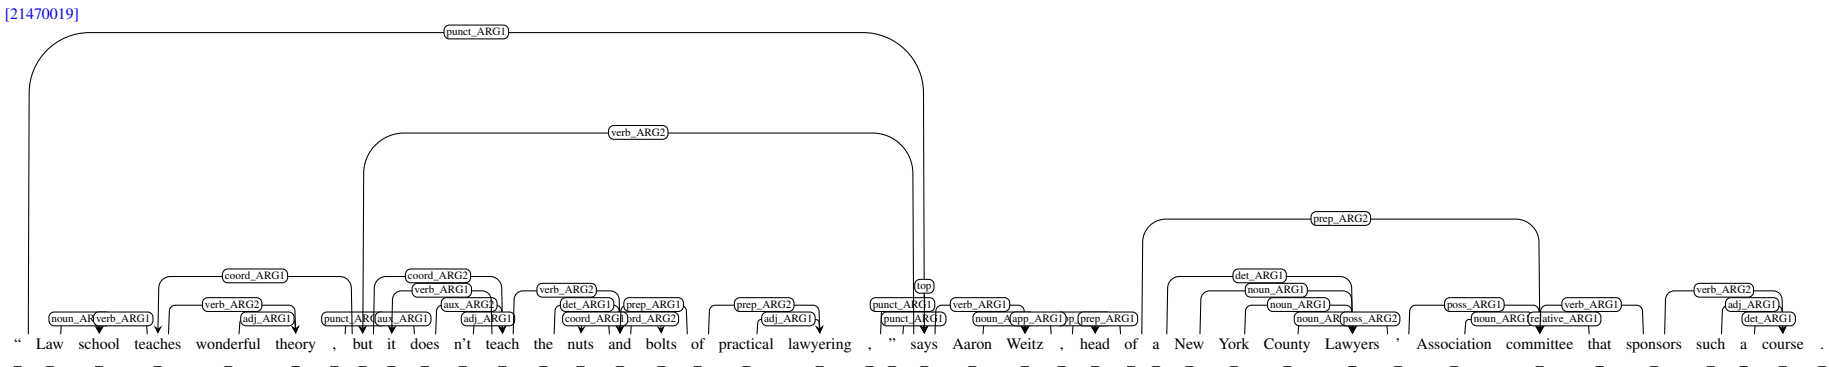 [21470019]
punct_ARG1
verb_ARG2
prep_ARG2
coord_ARG1 coord_ARG2 det_ARG1
top
verb_ARG1 verb_ARG2 noun_ARG1
verb_ARG2 aux_ARG2 det_ARG1 prep_ARG1 prep_ARG2 punct_ARG1 verb_ARG1 noun_ARG1 poss_ARG1 verb_ARG1 adj_ARG1
verb_ARG2
verb_ARG1 adj_ARG1 aux_ARG1 adj_ARG1 adj_ARG1 punct_ARG1 app_ARG1 prep_ARG1 poss_ARG2 relative_ARG1 det_ARG1
“ Law school teaches wonderful theory , but it does n’t teach the nuts and bolts of practical lawyering , ” says Aaron Weitz , head of a New York County Lawyers ’ Association committee that sponsors such a course .
_ _ _ _ _ _ _ _ _ _ _ _ _ _ _ _ _ _ _ _ _ _ _ _ _ _ _ _ _ _ _ _ _ _ _ _ _ _ _ _ _ _